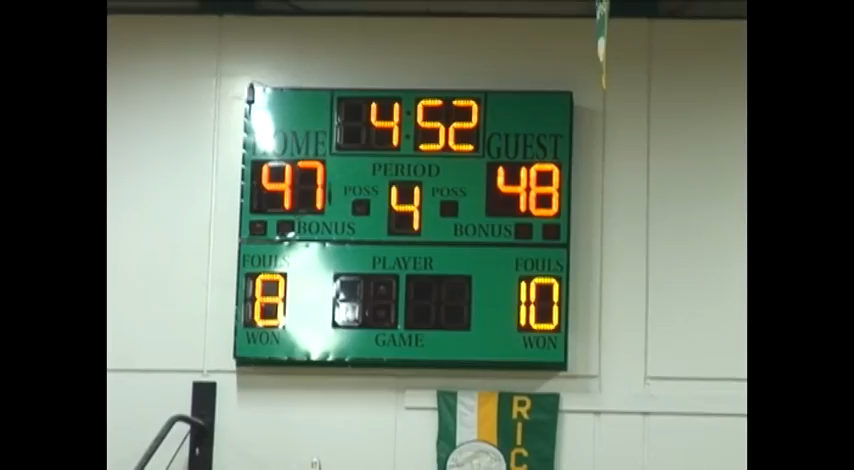 4:52
HOME GUEST
PERIOD
47 POSS 4 POSS 48
BONUS BONUS
FOULS PLAYER FOULS
8 10
WON GAME WON
RIC